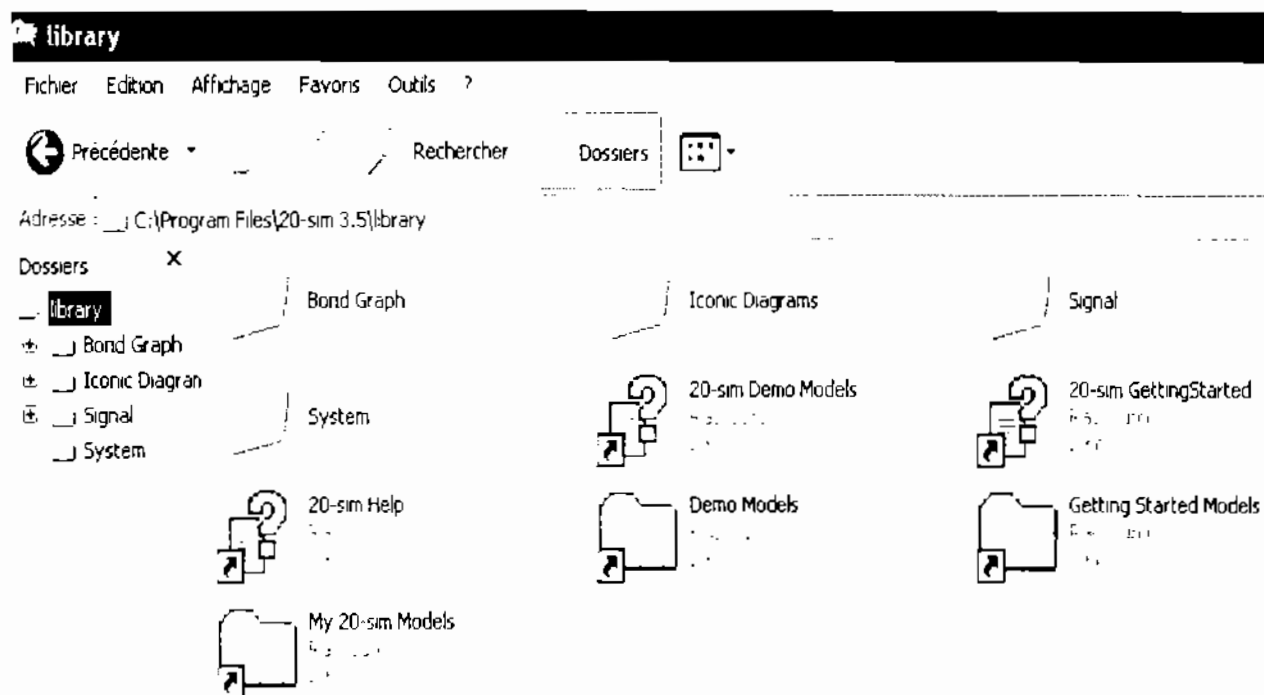 library
Fichier Edition Affichage Favoris Outils ?
Précédente Rechercher Dossiers
Adresse : C:\Program Files\20-sim 3.5\library
Dossiers X
library
Bond Graph
Iconic Diagran
Signal
System
Bond Graph Iconic Diagrams Signal
System 20-sim Demo Models 20-sim GettingStarted
20-sim Help Demo Models Getting Started Models
My 20-sim Models